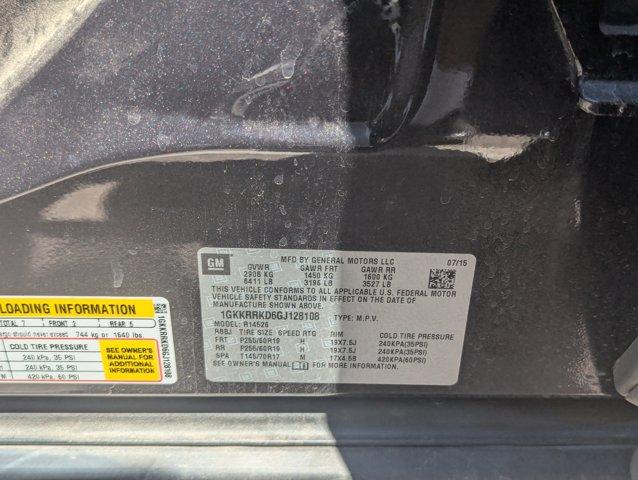 GM
MFD BY GENERAL MOTORS LLC 07/15
GVWR GAWR FRT GAWR RR
2908 KG 1450 KG 1600 KG
6411 LB 3196 LB 3527 LB
THIS VEHICLE CONFORMS TO ALL APPLICABLE U.S. FEDERAL MOTOR
VEHICLE SAFETY STANDARDS IN EFFECT ON THE DATE OF
MANUFACTURE SHOWN ABOVE.
1GKKRRKD6GJ128108 TYPE: M.P.V.
MODEL: R14526
RBBJ TIRE SIZE SPEED RTG RIM COLD TIRE PRESSURE
FRT P255/60R19 H 19X7.5J 240KPA(35PSI)
RR P255/60R19 H 19X7.5J 240KPA(35PSI)
SPA T145/70R17 M 17X4.5B 420KPA(60PSI)
SEE OWNER'S MANUAL FOR MORE INFORMATION.
LOADING INFORMATION
TOTAL 7 FRONT 2 REAR 5
should never exceed 744 kg or 1640 lbs.
COLD TIRE PRESSURE
240 kPa, 35 PSI
240 kPa, 35 PSI
420 kPa, 60 PSI
SEE OWNER'S
MANUAL FOR
ADDITIONAL
INFORMATION
1GKKRRKD6GJ128108